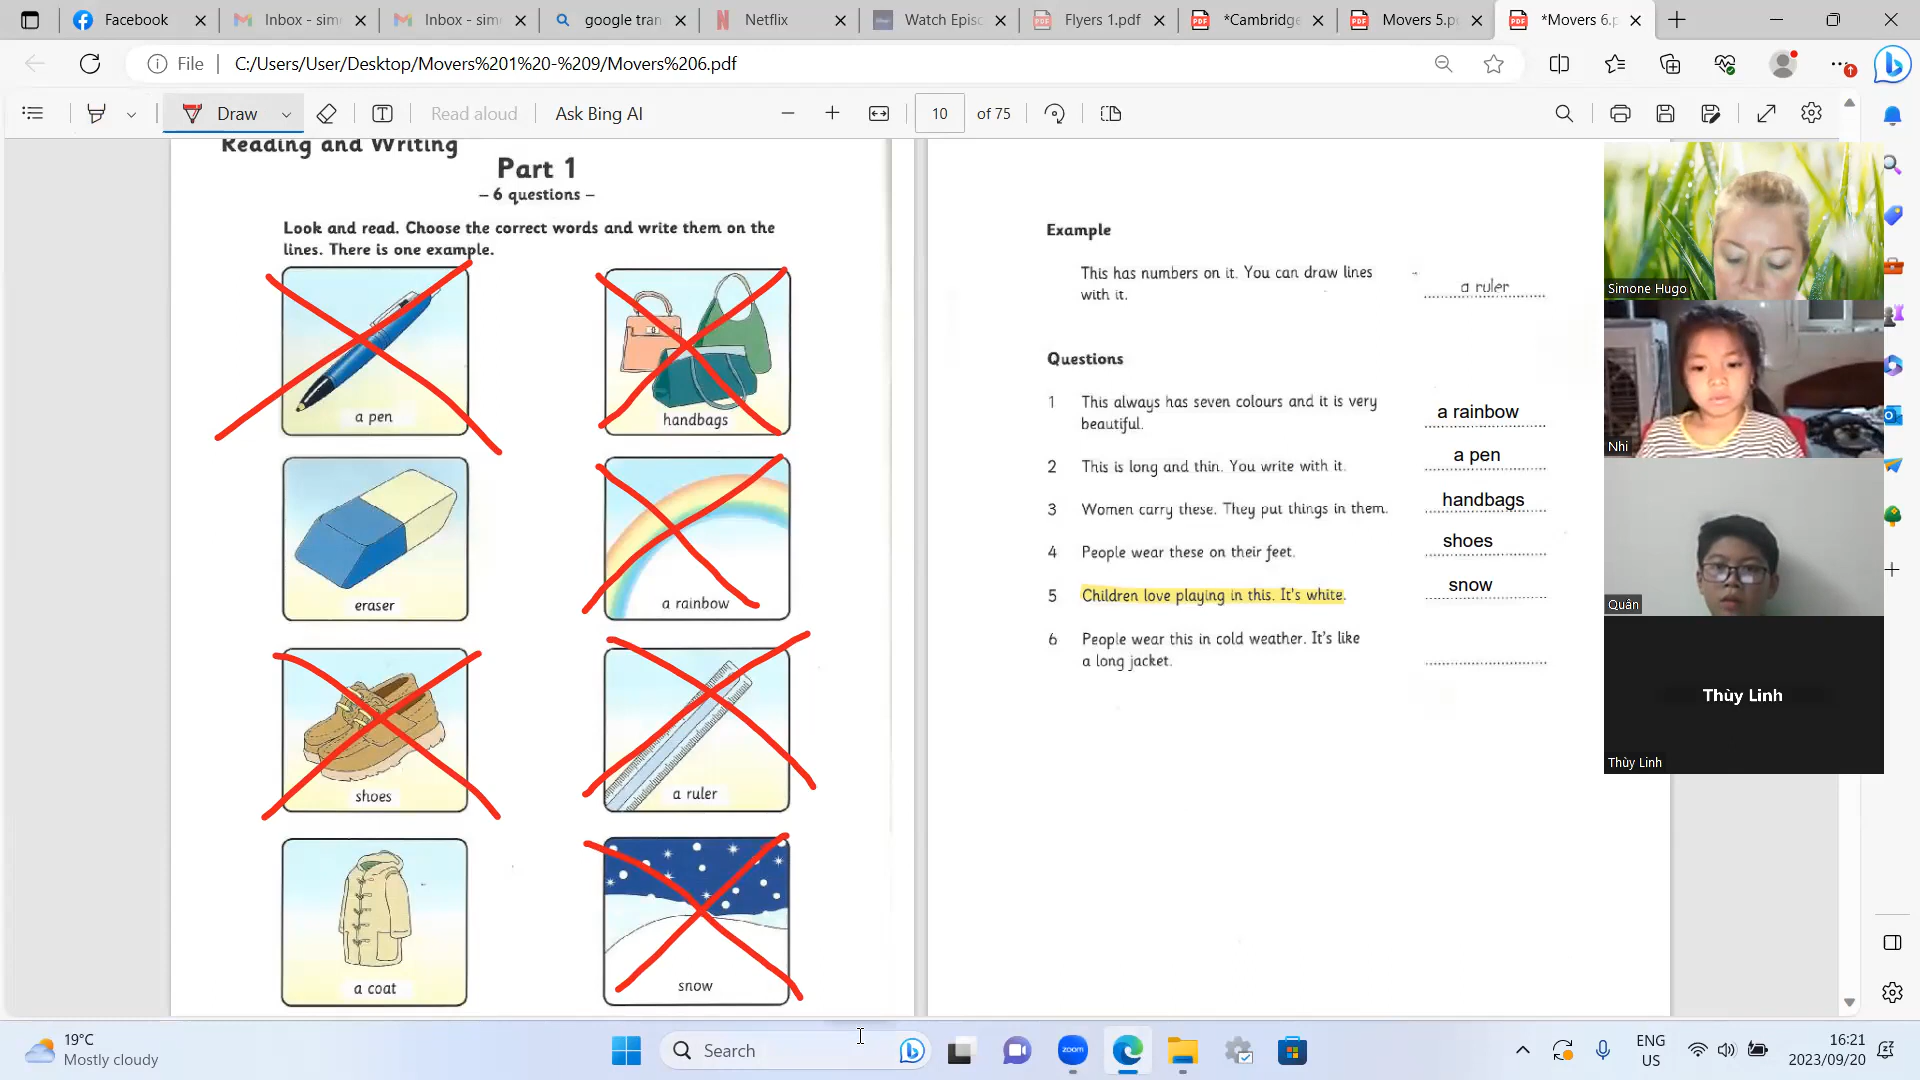 Facebook
Inbox - sim
Inbox - sim
google tran
Netflix
Watch Episo
Flyers 1.pdf
*Cambridge
Movers 5.p
*Movers 6.p
File
C:/Users/User/Desktop/Movers%201%20-%209/Movers%206.pdf
Draw
Read aloud
Ask Bing AI
10
of 75
Reading and Writing
Part 1
– 6 questions –
Look and read. Choose the correct words and write them on the
lines. There is one example.
a pen
handbags
eraser
a rainbow
shoes
a ruler
a coat
snow
Example
This has numbers on it. You can draw lines
with it.
a ruler
Questions
1 This always has seven colours and it is very
beautiful.
a rainbow
2 This is long and thin. You write with it.
a pen
3 Women carry these. They put things in them.
handbags
4 People wear these on their feet.
shoes
5 Children love playing in this. It's white.
snow
6 People wear this in cold weather. It's like
a long jacket.
Simone Hugo
Nhi
Quân
Thùy Linh
Thùy Linh
19°C
Mostly cloudy
Search
zoom
ENG
US
16:21
2023/09/20